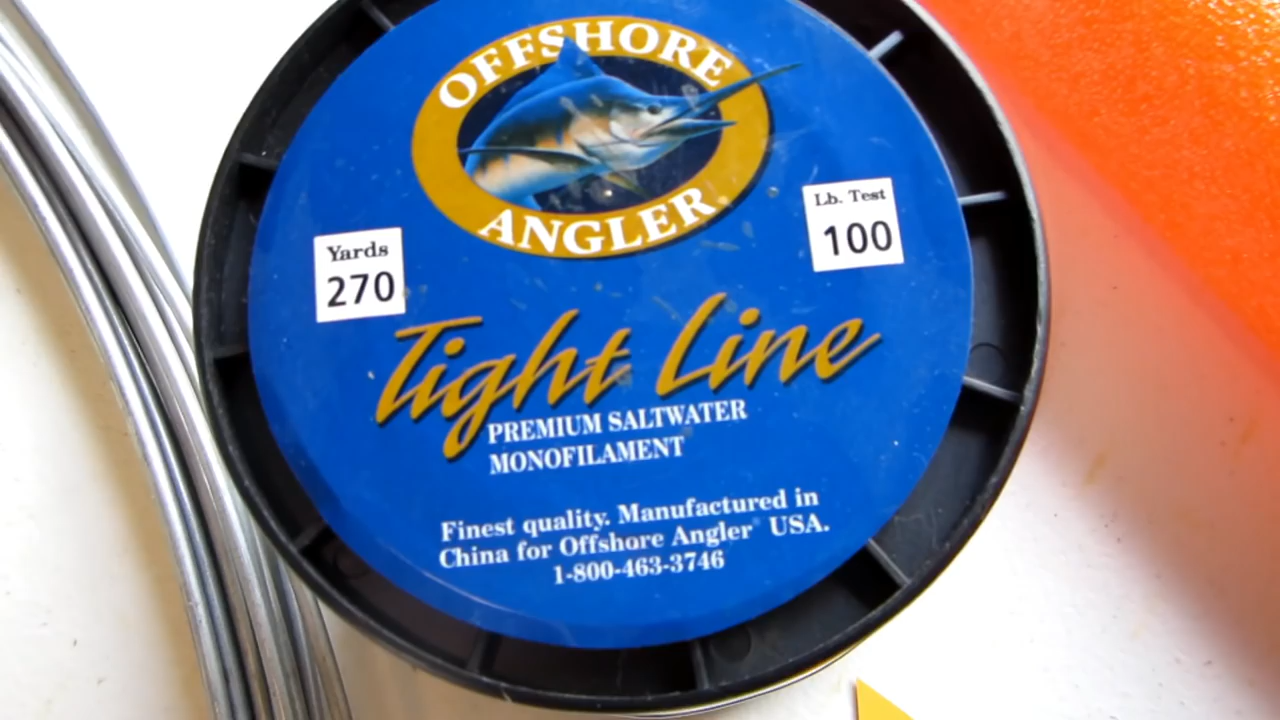 OFFSHORE
ANGLER
Yards
270
Lb. Test
100
Tight Line
PREMIUM SALTWATER
MONOFILAMENT
Finest quality. Manufactured in
China for Offshore Angler® USA.
1-800-463-3746